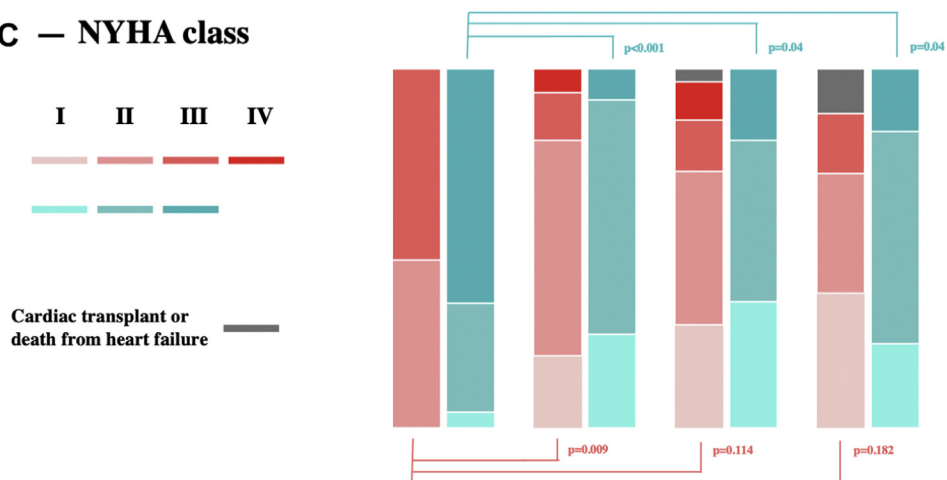 C – NYHA class
p<0.001
p=0.04
p=0.04
I II III IV
Cardiac transplant or
death from heart failure
p=0.009
p=0.114
p=0.182